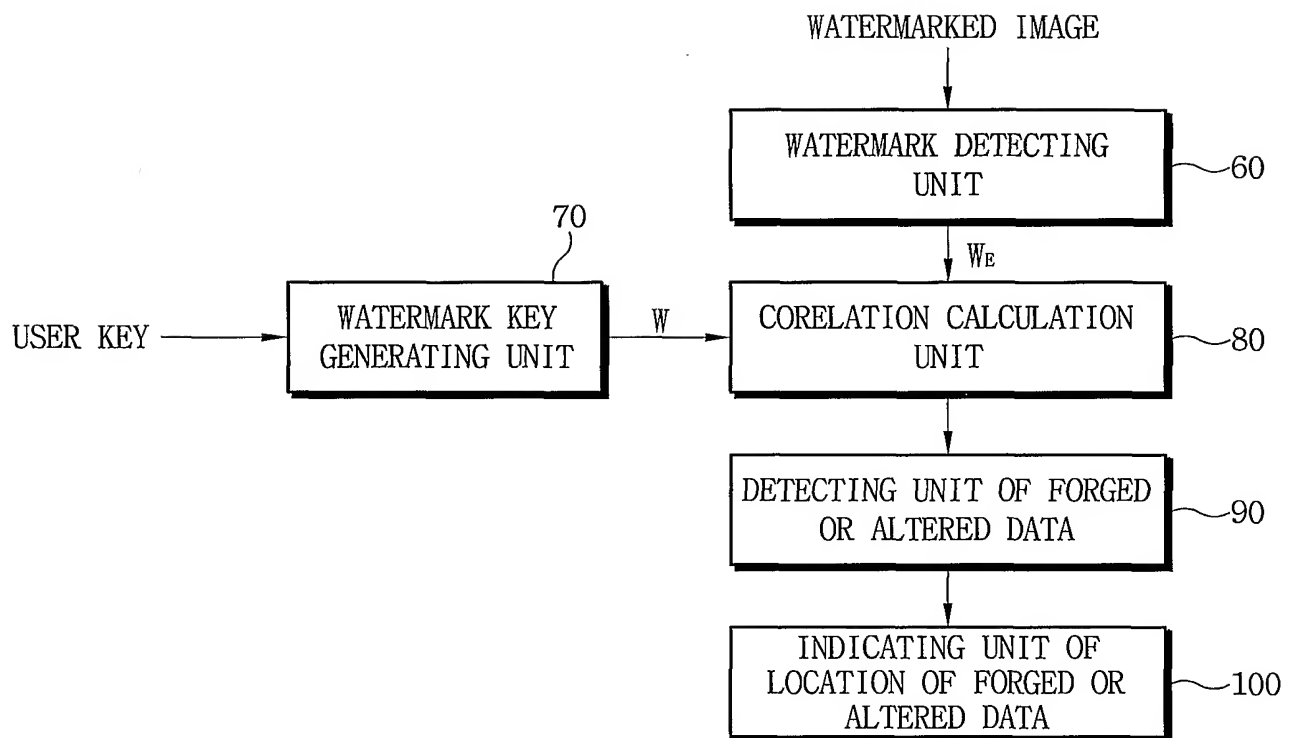 WATERMARKED IMAGE
WATERMARK DETECTING
UNIT
60
70
W_E
USER KEY
WATERMARK KEY
GENERATING UNIT
W
CORELATION CALCULATION
UNIT
80
DETECTING UNIT OF FORGED
OR ALTERED DATA
90
INDICATING UNIT OF
LOCATION OF FORGED OR
ALTERED DATA
100